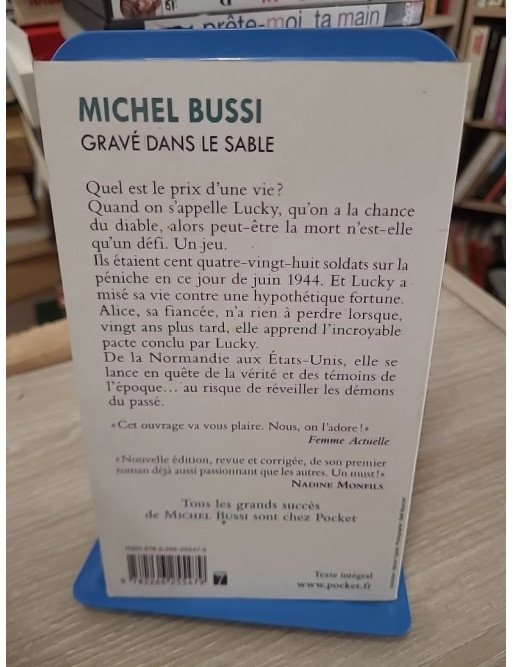 prête-moi ta main
MICHEL BUSSI
GRAVÉ DANS LE SABLE
Quel est le prix d'une vie ?
Quand on s'appelle Lucky, qu'on a la chance
du diable, alors peut-être la mort n'est-elle
qu'un défi. Un jeu.
Ils étaient cent quatre-vingt-huit soldats sur la
péniche en ce jour de juin 1944. Et Lucky a
misé sa vie contre une hypothétique fortune.
Alice, sa fiancée, n'a rien à perdre lorsque,
vingt ans plus tard, elle apprend l'incroyable
pacte conclu par Lucky.
De la Normandie aux États-Unis, elle se
lance en quête de la vérité et des témoins de
l'époque... au risque de réveiller les démons
du passé.
« Cet ouvrage va vous plaire. Nous, on l'adore ! »
Femme Actuelle
« Nouvelle édition, revue et corrigée, de son premier
roman déjà aussi passionnant que les autres. Un must ! »
NADINE MONFILS
Tous les grands succès
de MICHEL BUSSI sont chez Pocket
Texte intégral
www.pocket.fr